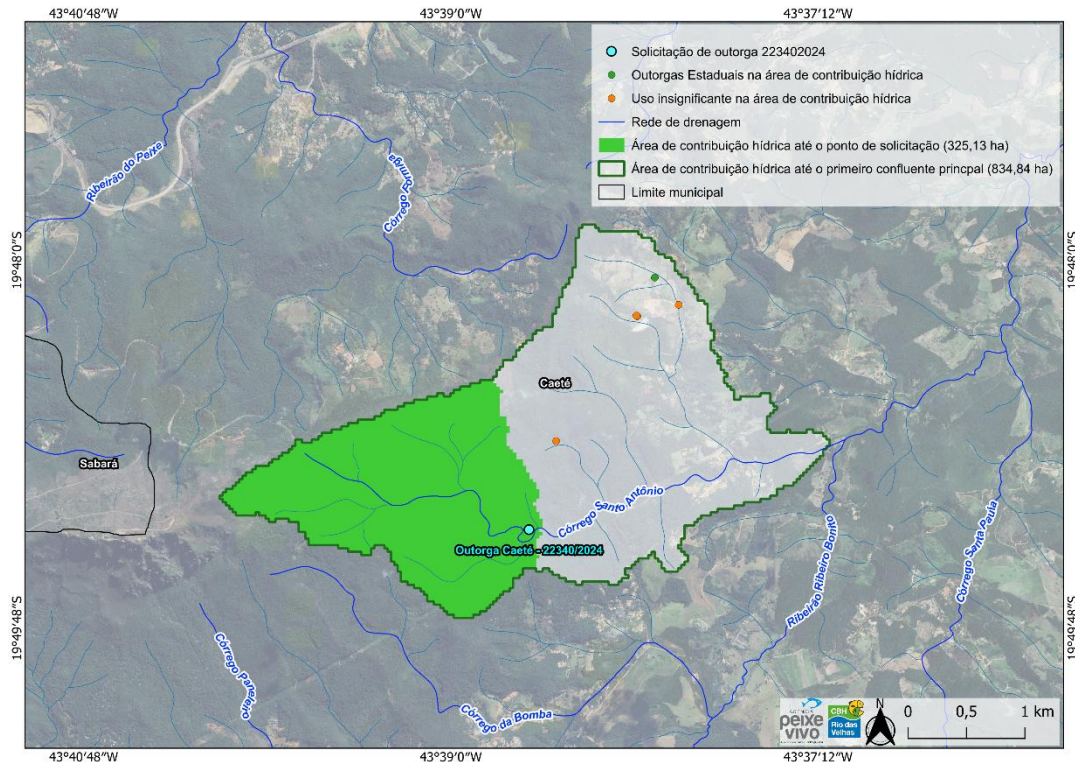 43°40'48"W
43°39'0"W
43°37'12"W
Solicitação de outorga 223402024
Outorgas Estaduais na área de contribuição hídrica
Uso insignificante na área de contribuição hídrica
Rede de drenagem
Área de contribuição hídrica até o ponto de solicitação (325,13 ha)
Área de contribuição hídrica até o primeiro confluente princpal (834,84 ha)
Limite municipal
Ribeirão do Peixe
Córrego Formiga
19°48'0"S
19°48'0"S
Caeté
Sabará
Córrego Santo Antônio
Outorga Caeté - 22340/2024
Ribeirão Ribeiro Bonito
Córrego Santa Paula
19°49'48"S
19°49'48"S
Córrego Paneleiro
Córrego da Bomba
AGÊNCIA
peixe
vivo
CBH
Rio das
Velhas
N
0 0,5 1 km
43°40'48"W
43°39'0"W
43°37'12"W